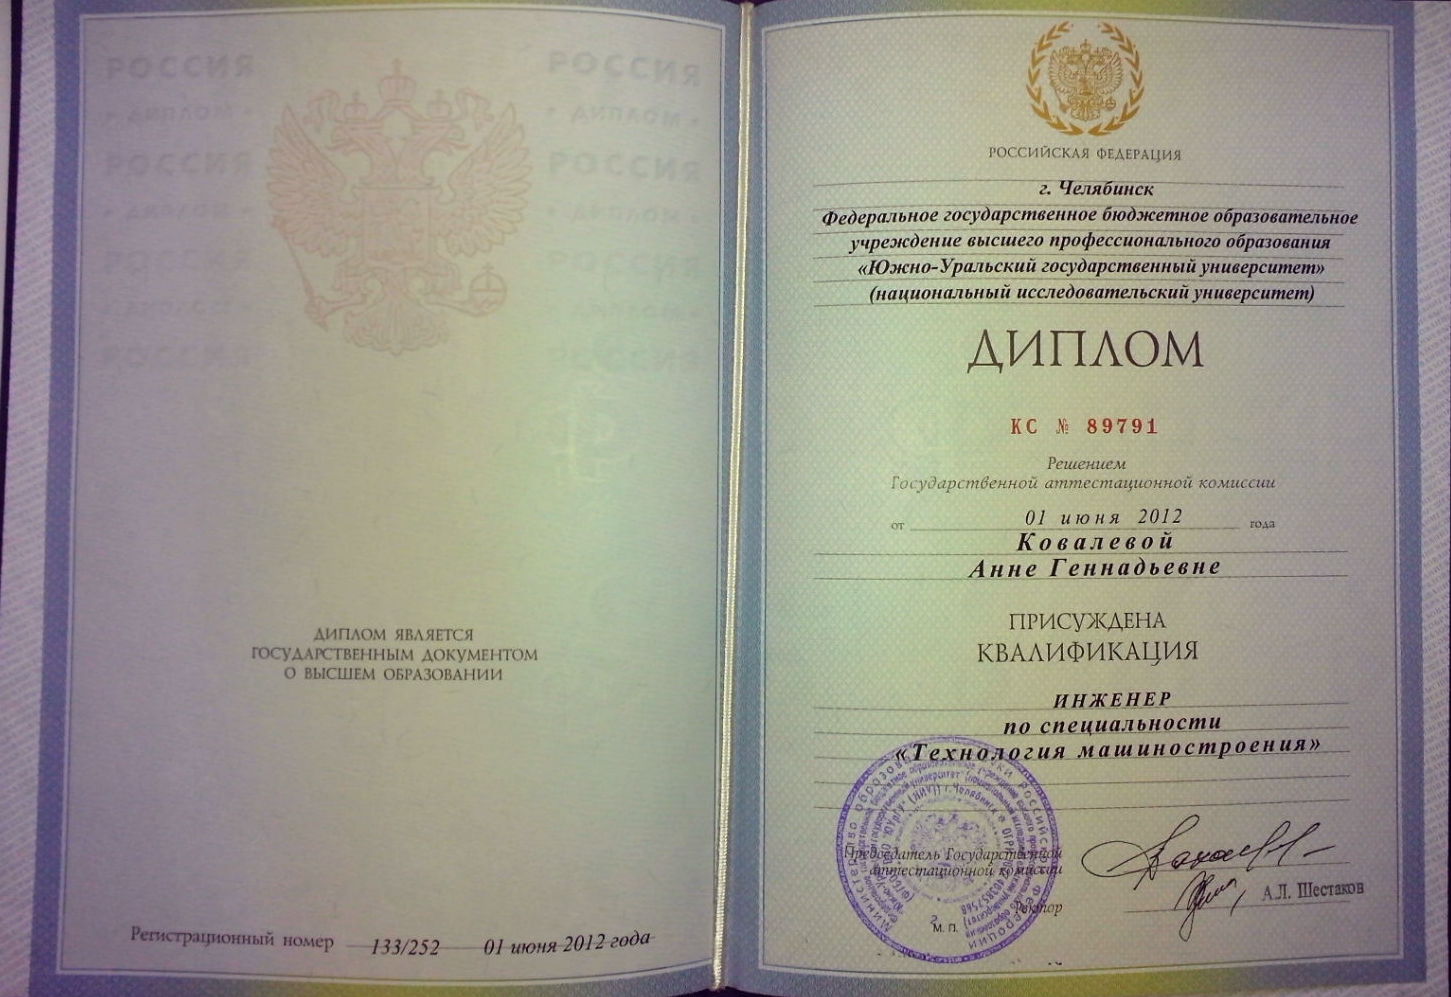 РОССИЯ РОССИЯ
• ДИПЛОМ • • ДИПЛОМ •
РОССИЯ РОССИЯ
• ДИПЛОМ • • ДИПЛОМ •
ДИПЛОМ ЯВЛЯЕТСЯ
ГОСУДАРСТВЕННЫМ ДОКУМЕНТОМ
О ВЫСШЕМ ОБРАЗОВАНИИ
Регистрационный номер 133/252 01 июня 2012 года
РОССИЙСКАЯ ФЕДЕРАЦИЯ
г. Челябинск
Федеральное государственное бюджетное образовательное
учреждение высшего профессионального образования
«Южно-Уральский государственный университет»
(национальный исследовательский университет)
ДИПЛОМ
КС № 89791
Решением
Государственной аттестационной комиссии
от 01 июня 2012 года
Ковалевой
Анне Геннадьевне
ПРИСУЖДЕНА
КВАЛИФИКАЦИЯ
ИНЖЕНЕР
по специальности
«Технология машиностроения»
Председатель Государственной
аттестационной комиссии
Ректор А.Л. Шестаков
М. П.